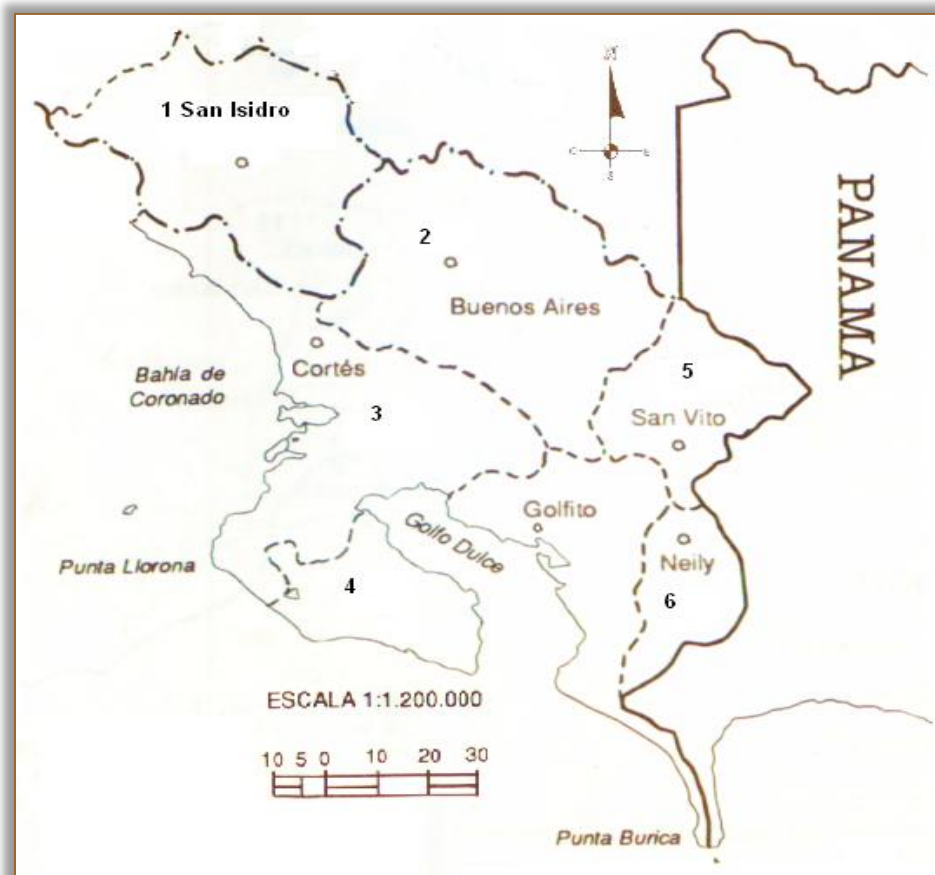 N
O
E
S
1 San Isidro
PANAMA
2
Buenos Aires
Cortés
Bahía de
Coronado
3
5
San Vito
Golfito
Golfo Dulce
Punta Llorona
Neily
4
6
ESCALA 1:1.200.000
10 5 0 10 20 30
Punta Burica